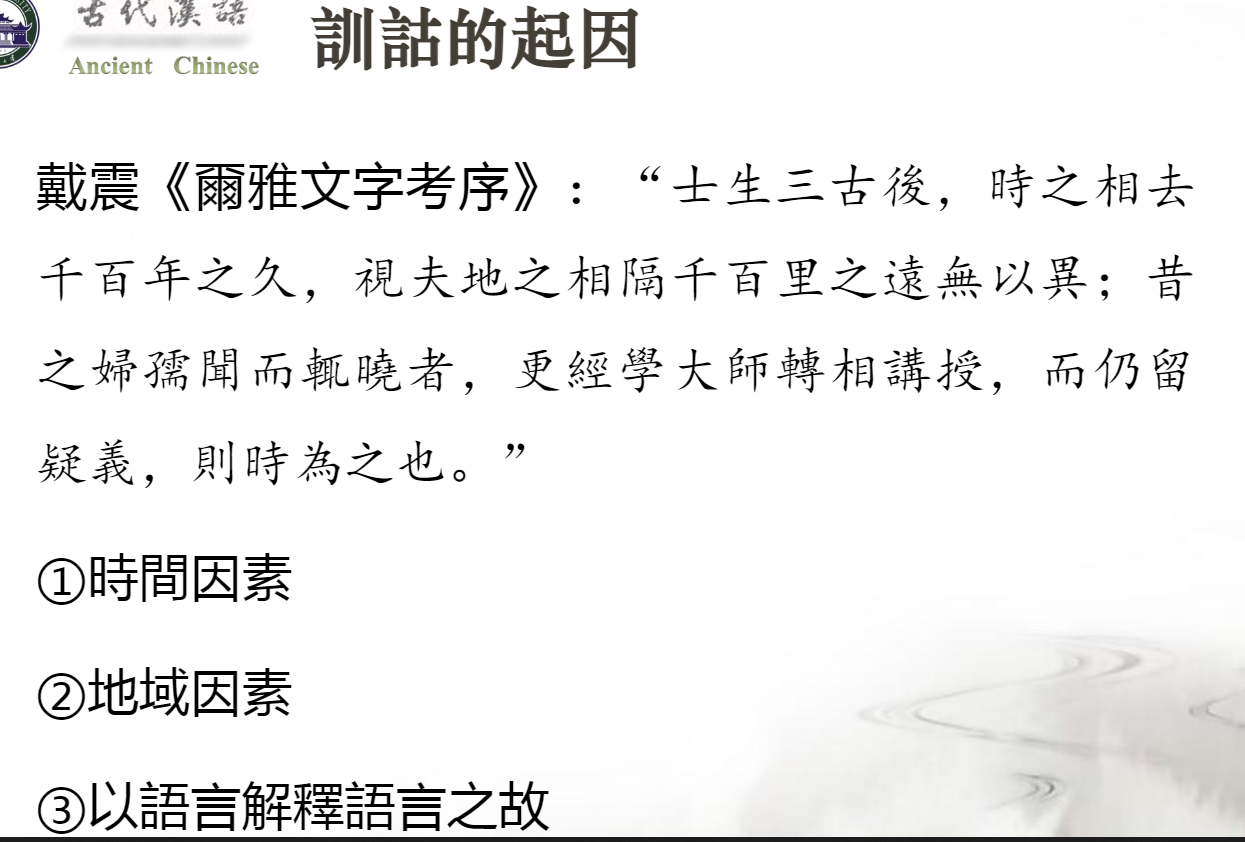 古代漢語
Ancient Chinese
訓詁的起因
戴震《爾雅文字考序》：“士生三古後，時之相去
千百年之久，視夫地之相隔千百里之遠無以異；昔
之婦孺聞而輒曉者，更經學大師轉相講授，而仍留
疑義，則時為之也。”
①時間因素
②地域因素
③以語言解釋語言之故